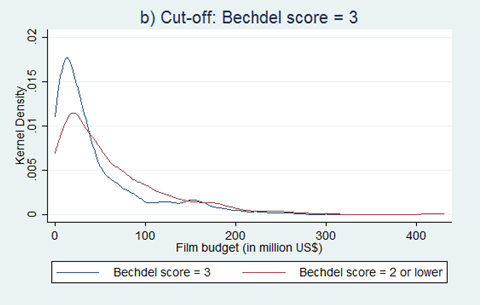 b) Cut-off: Bechdel score = 3
Kernel Density
0 .005 .01 .015 .02
0 100 200 300 400
Film budget (in million US$)
Bechdel score = 3 Bechdel score = 2 or lower